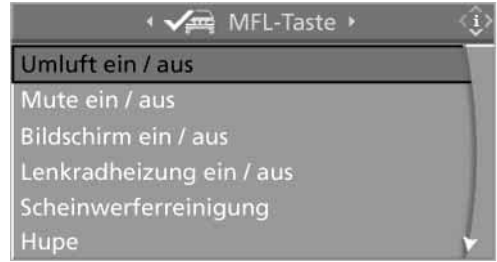 MFL-Taste
Umluft ein / aus
Mute ein / aus
Bildschirm ein / aus
Lenkradheizung ein / aus
Scheinwerferreinigung
Hupe